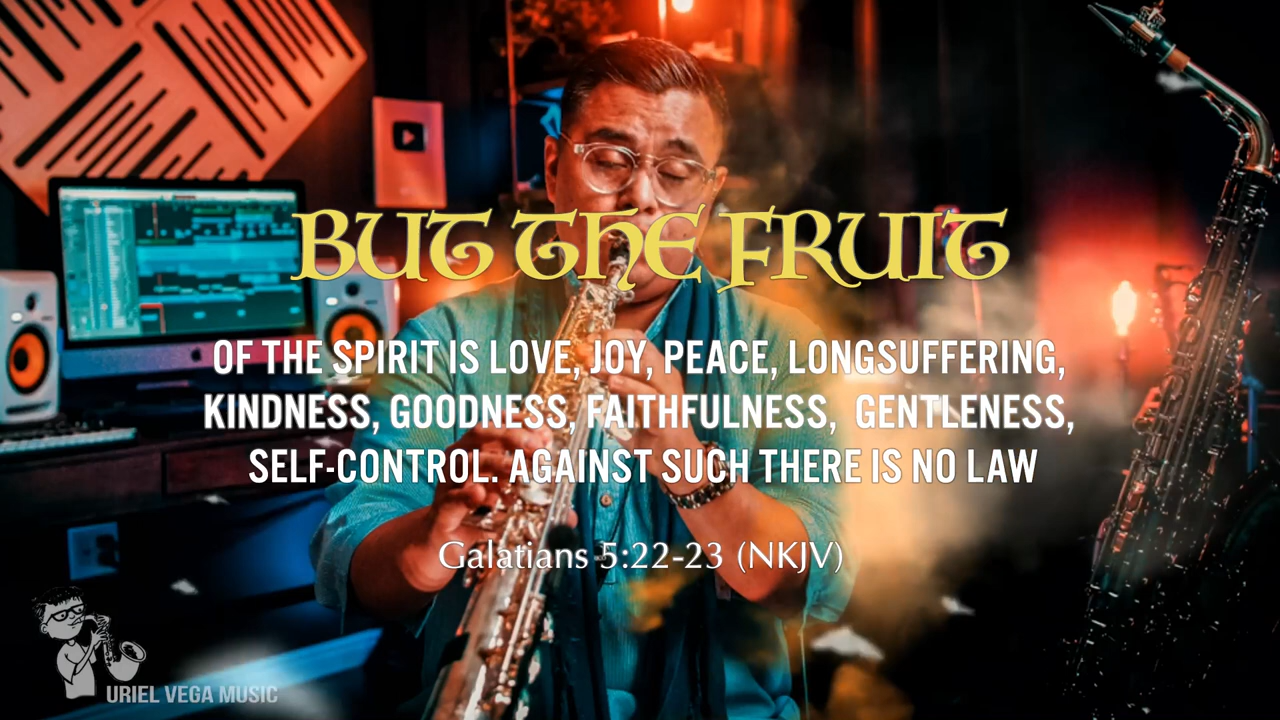 BUT THE FRUIT
OF THE SPIRIT IS LOVE, JOY, PEACE, LONGSUFFERING,
KINDNESS, GOODNESS, FAITHFULNESS, GENTLENESS,
SELF-CONTROL. AGAINST SUCH THERE IS NO LAW
Galatians 5:22-23 (NKJV)
URIEL VEGA MUSIC